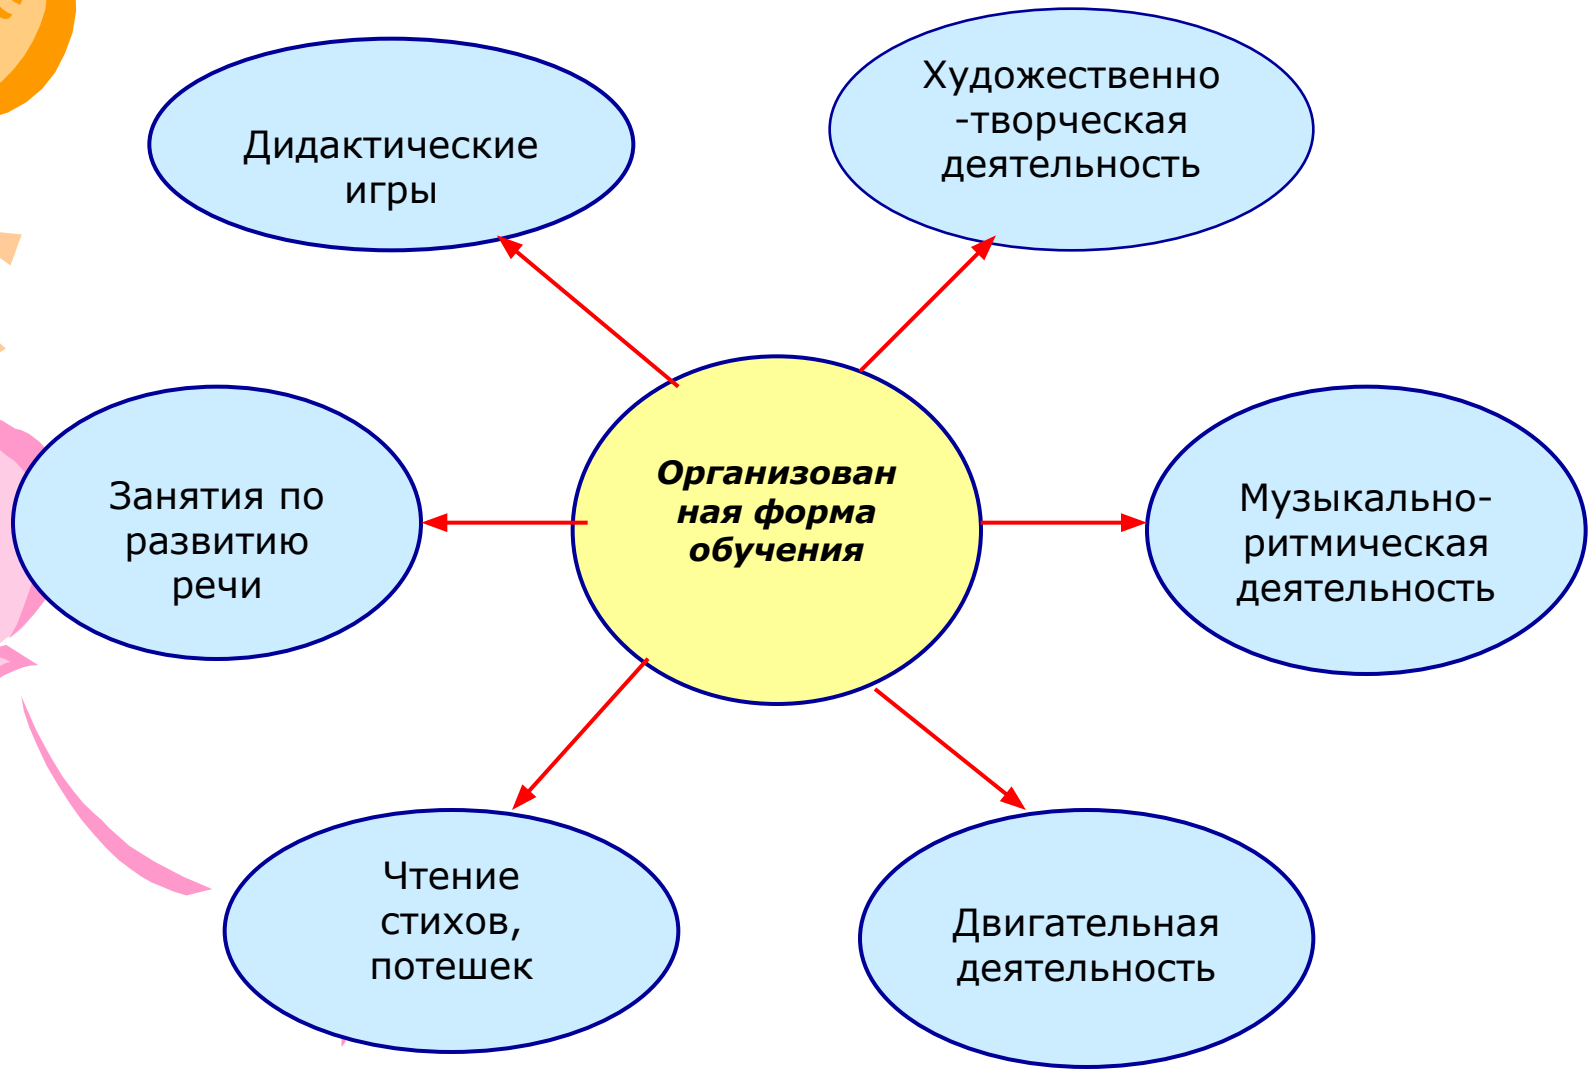 Дидактические
игры
Художественно
-творческая
деятельность
Организован
ная форма
обучения
Занятия по
развитию
речи
Музыкально-
ритмическая
деятельность
Чтение
стихов,
потешек
Двигательная
деятельность